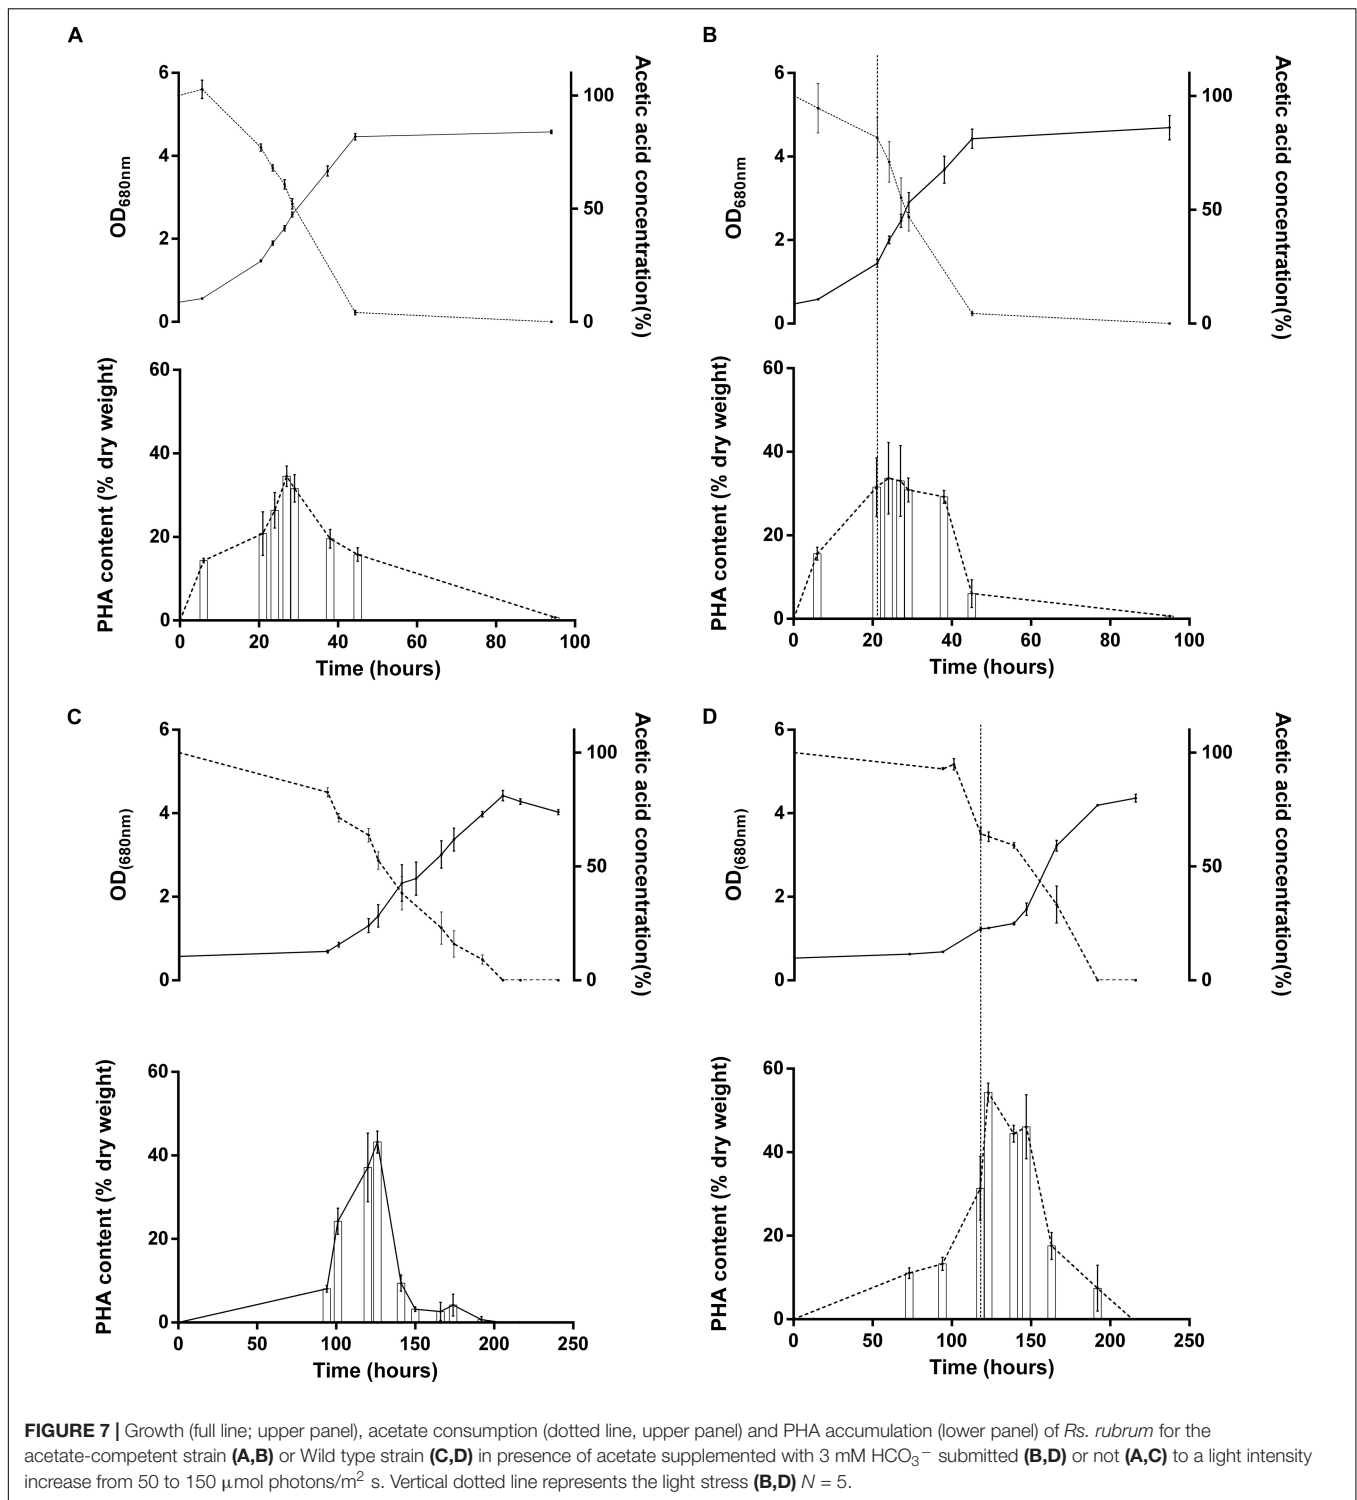 A
B
6
4
2
0
OD680nm
100
50
0
Acetic acid concentration(%)
6
4
2
0
OD680nm
100
50
0
Acetic acid concentration(%)
60
40
20
0
PHA content (% dry weight)
0 20 40 60 80 100
Time (hours)
60
40
20
0
PHA content (% dry weight)
0 20 40 60 80 100
Time (hours)
C
D
6
4
2
0
OD(680nm)
100
50
0
Acetic acid concentration(%)
6
4
2
0
OD(680nm)
100
50
0
Acetic acid concentration(%)
60
40
20
0
PHA content (% dry weight)
0 50 100 150 200 250
Time (hours)
60
40
20
0
PHA content (% dry weight)
0 50 100 150 200 250
Time (hours)
FIGURE 7 | Growth (full line; upper panel), acetate consumption (dotted line, upper panel) and PHA accumulation (lower panel) of Rs. rubrum for the
acetate-competent strain (A,B) or Wild type strain (C,D) in presence of acetate supplemented with 3 mM HCO3− submitted (B,D) or not (A,C) to a light intensity
increase from 50 to 150 μmol photons/m2 s. Vertical dotted line represents the light stress (B,D) N = 5.